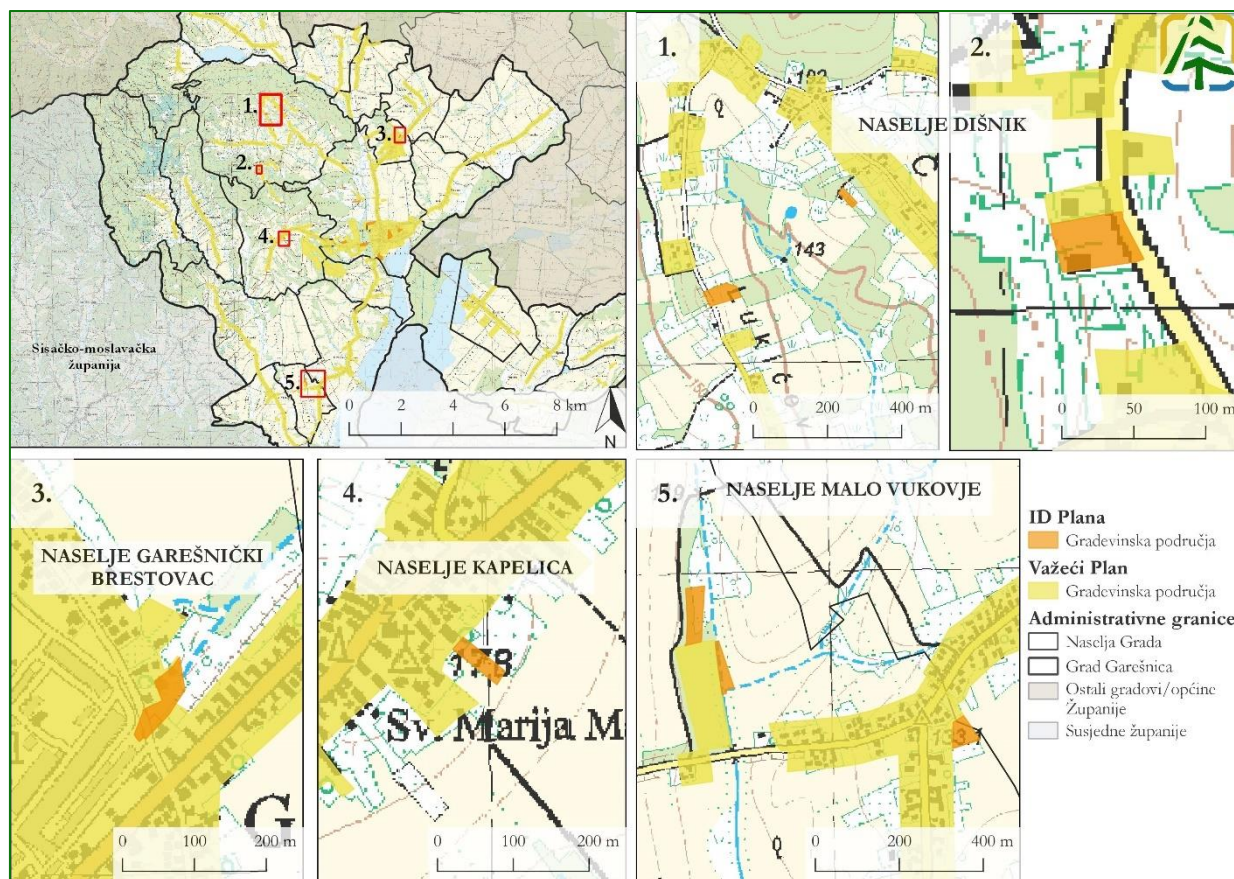 1.
2.
3.
4.
5.
Sisačko-moslavačka
županija
0 2 4 6 8 km
N
1.
192
NASELJE DIŠNIK
143
Lukić
0 200 400 m
2.
0 50 100 m
3.
NASELJE GAREŠNIČKI
BRESTOVAC
G
0 100 200 m
4.
NASELJE KAPELICA
178
Sv. Marija M
0 100 200 m
5.
NASELJE MALO VUKOVJE
133
0 200 400 m
ID Plana
Građevinska područja
Važeći Plan
Građevinska područja
Administrativne granice
Naselja Grada
Grad Garešnica
Ostali gradovi/općine
Županije
Susjedne županije